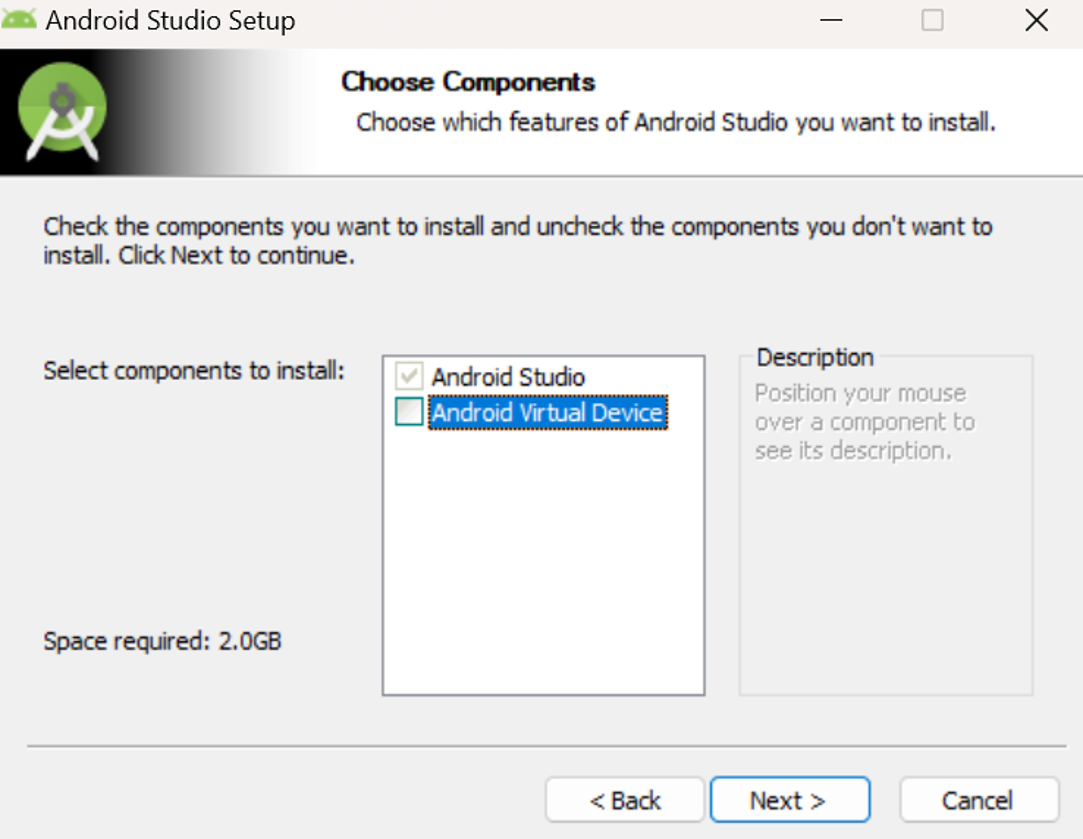 Android Studio Setup
Choose Components
Choose which features of Android Studio you want to install.
Check the components you want to install and uncheck the components you don't want to
install. Click Next to continue.
Select components to install:
Android Studio
Android Virtual Device
Description
Position your mouse
over a component to
see its description.
Space required: 2.0GB
< Back
Next >
Cancel